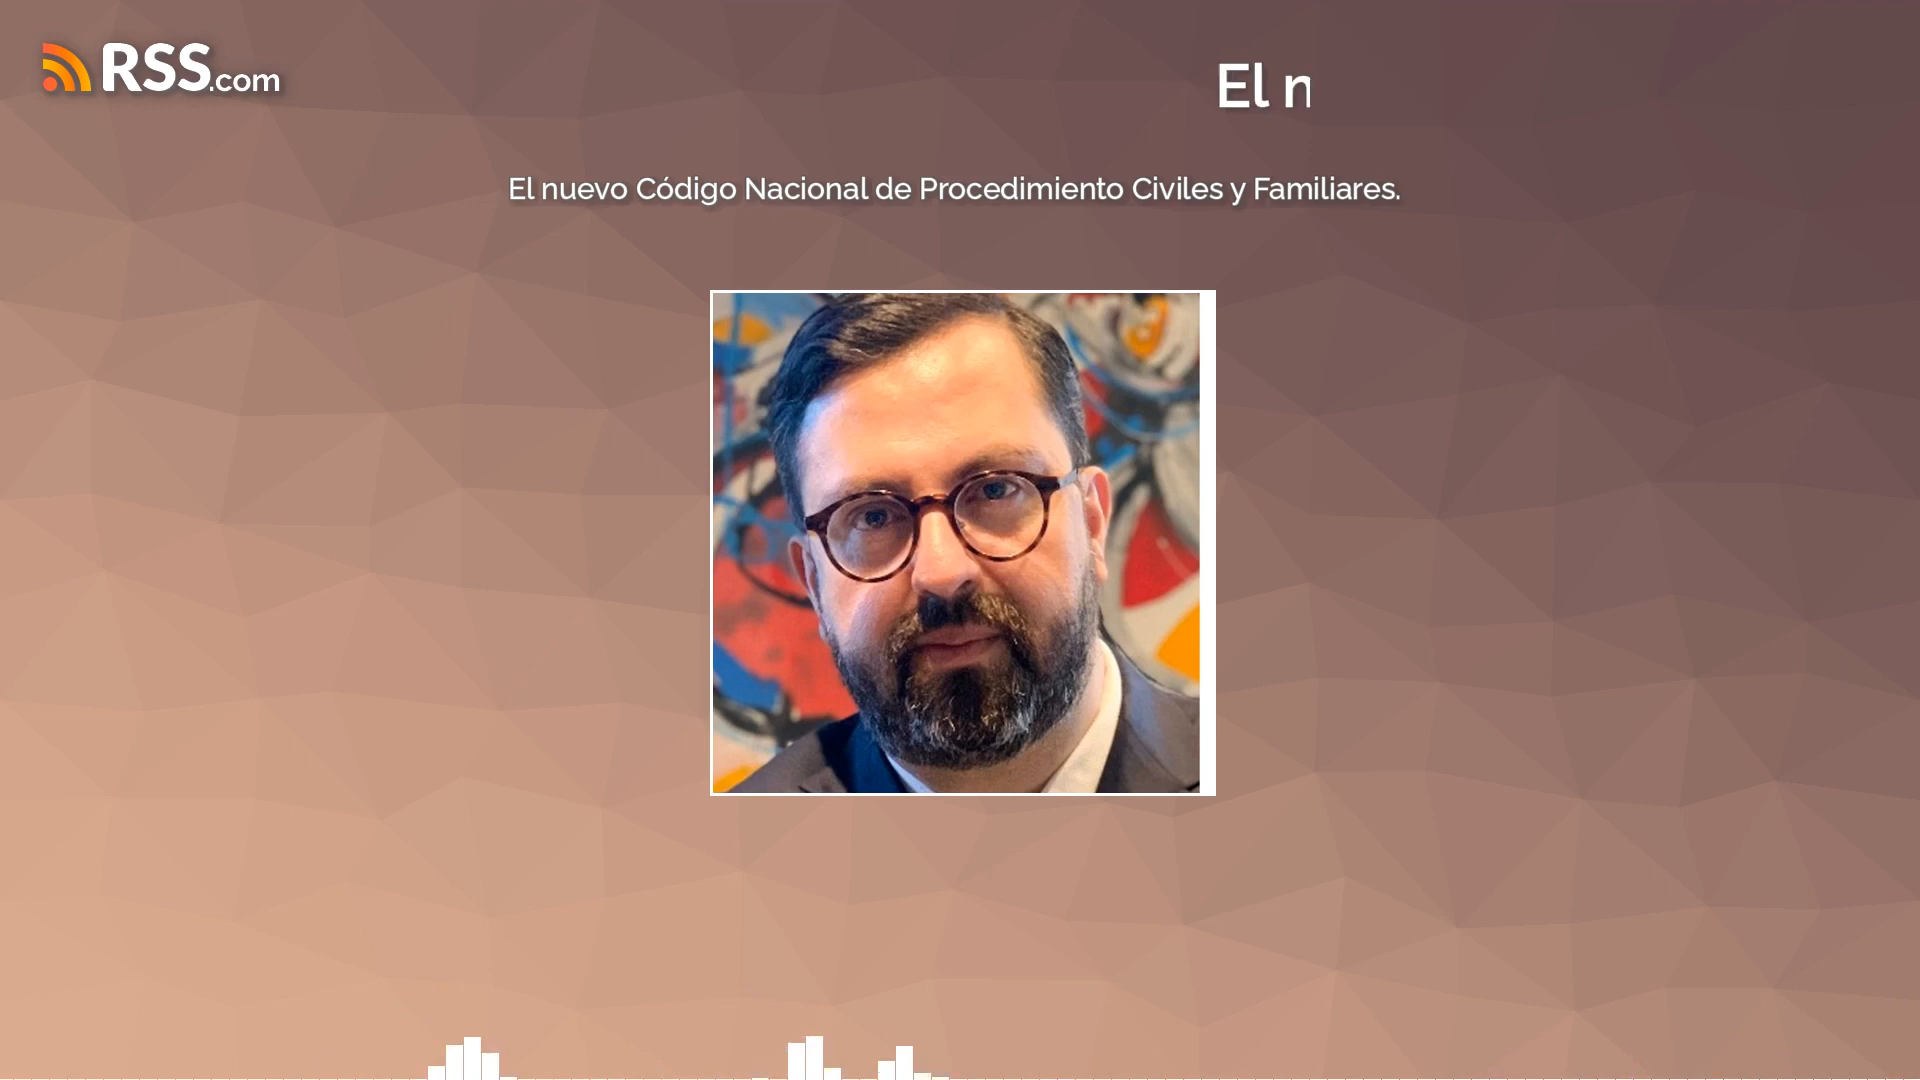 RSS.com
El n
El nuevo Código Nacional de Procedimiento Civiles y Familiares.